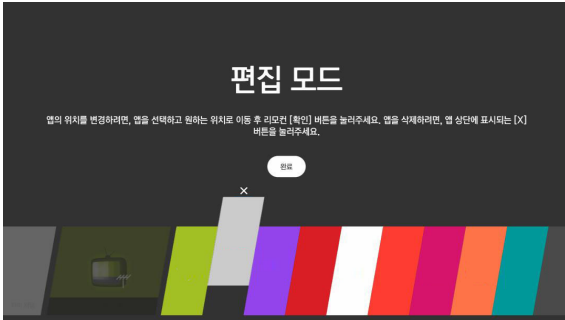 편집 모드
앱의 위치를 변경하려면, 앱을 선택하고 원하는 위치로 이동 후 리모컨 [확인] 버튼을 눌러주세요. 앱을 삭제하려면, 앱 상단에 표시되는 [X]
버튼을 눌러주세요.
완료